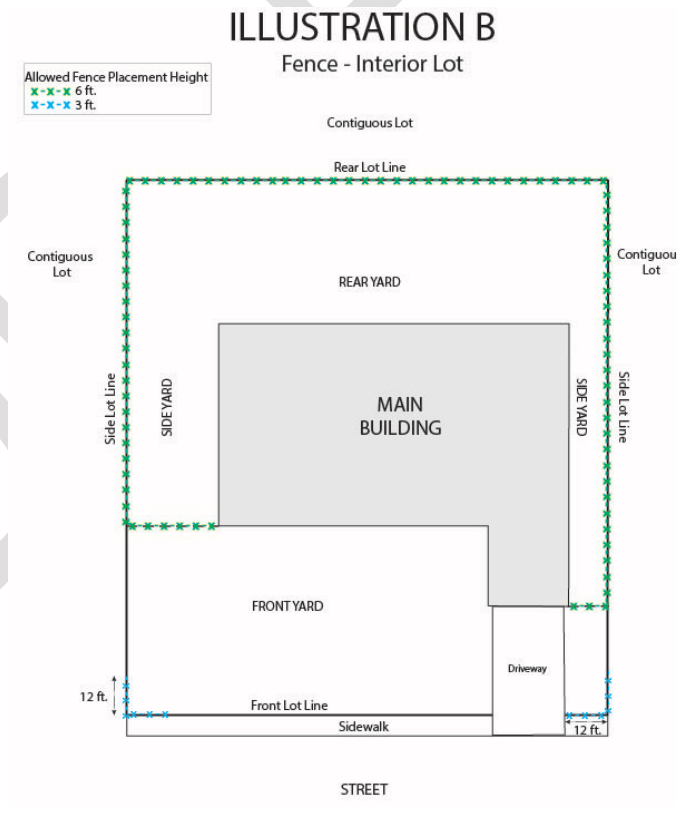 ILLUSTRATION B
Fence - Interior Lot
Allowed Fence Placement Height
x-x-x 6 ft.
x-x-x 3 ft.
Contiguous Lot
Rear Lot Line
Contiguous
Lot
Contiguou
Lot
REAR YARD
Side Lot Line
SIDE YARD
MAIN
BUILDING
SIDE YARD
Side Lot Line
FRONT YARD
Driveway
12 ft.
Front Lot Line
Sidewalk
12 ft.
STREET